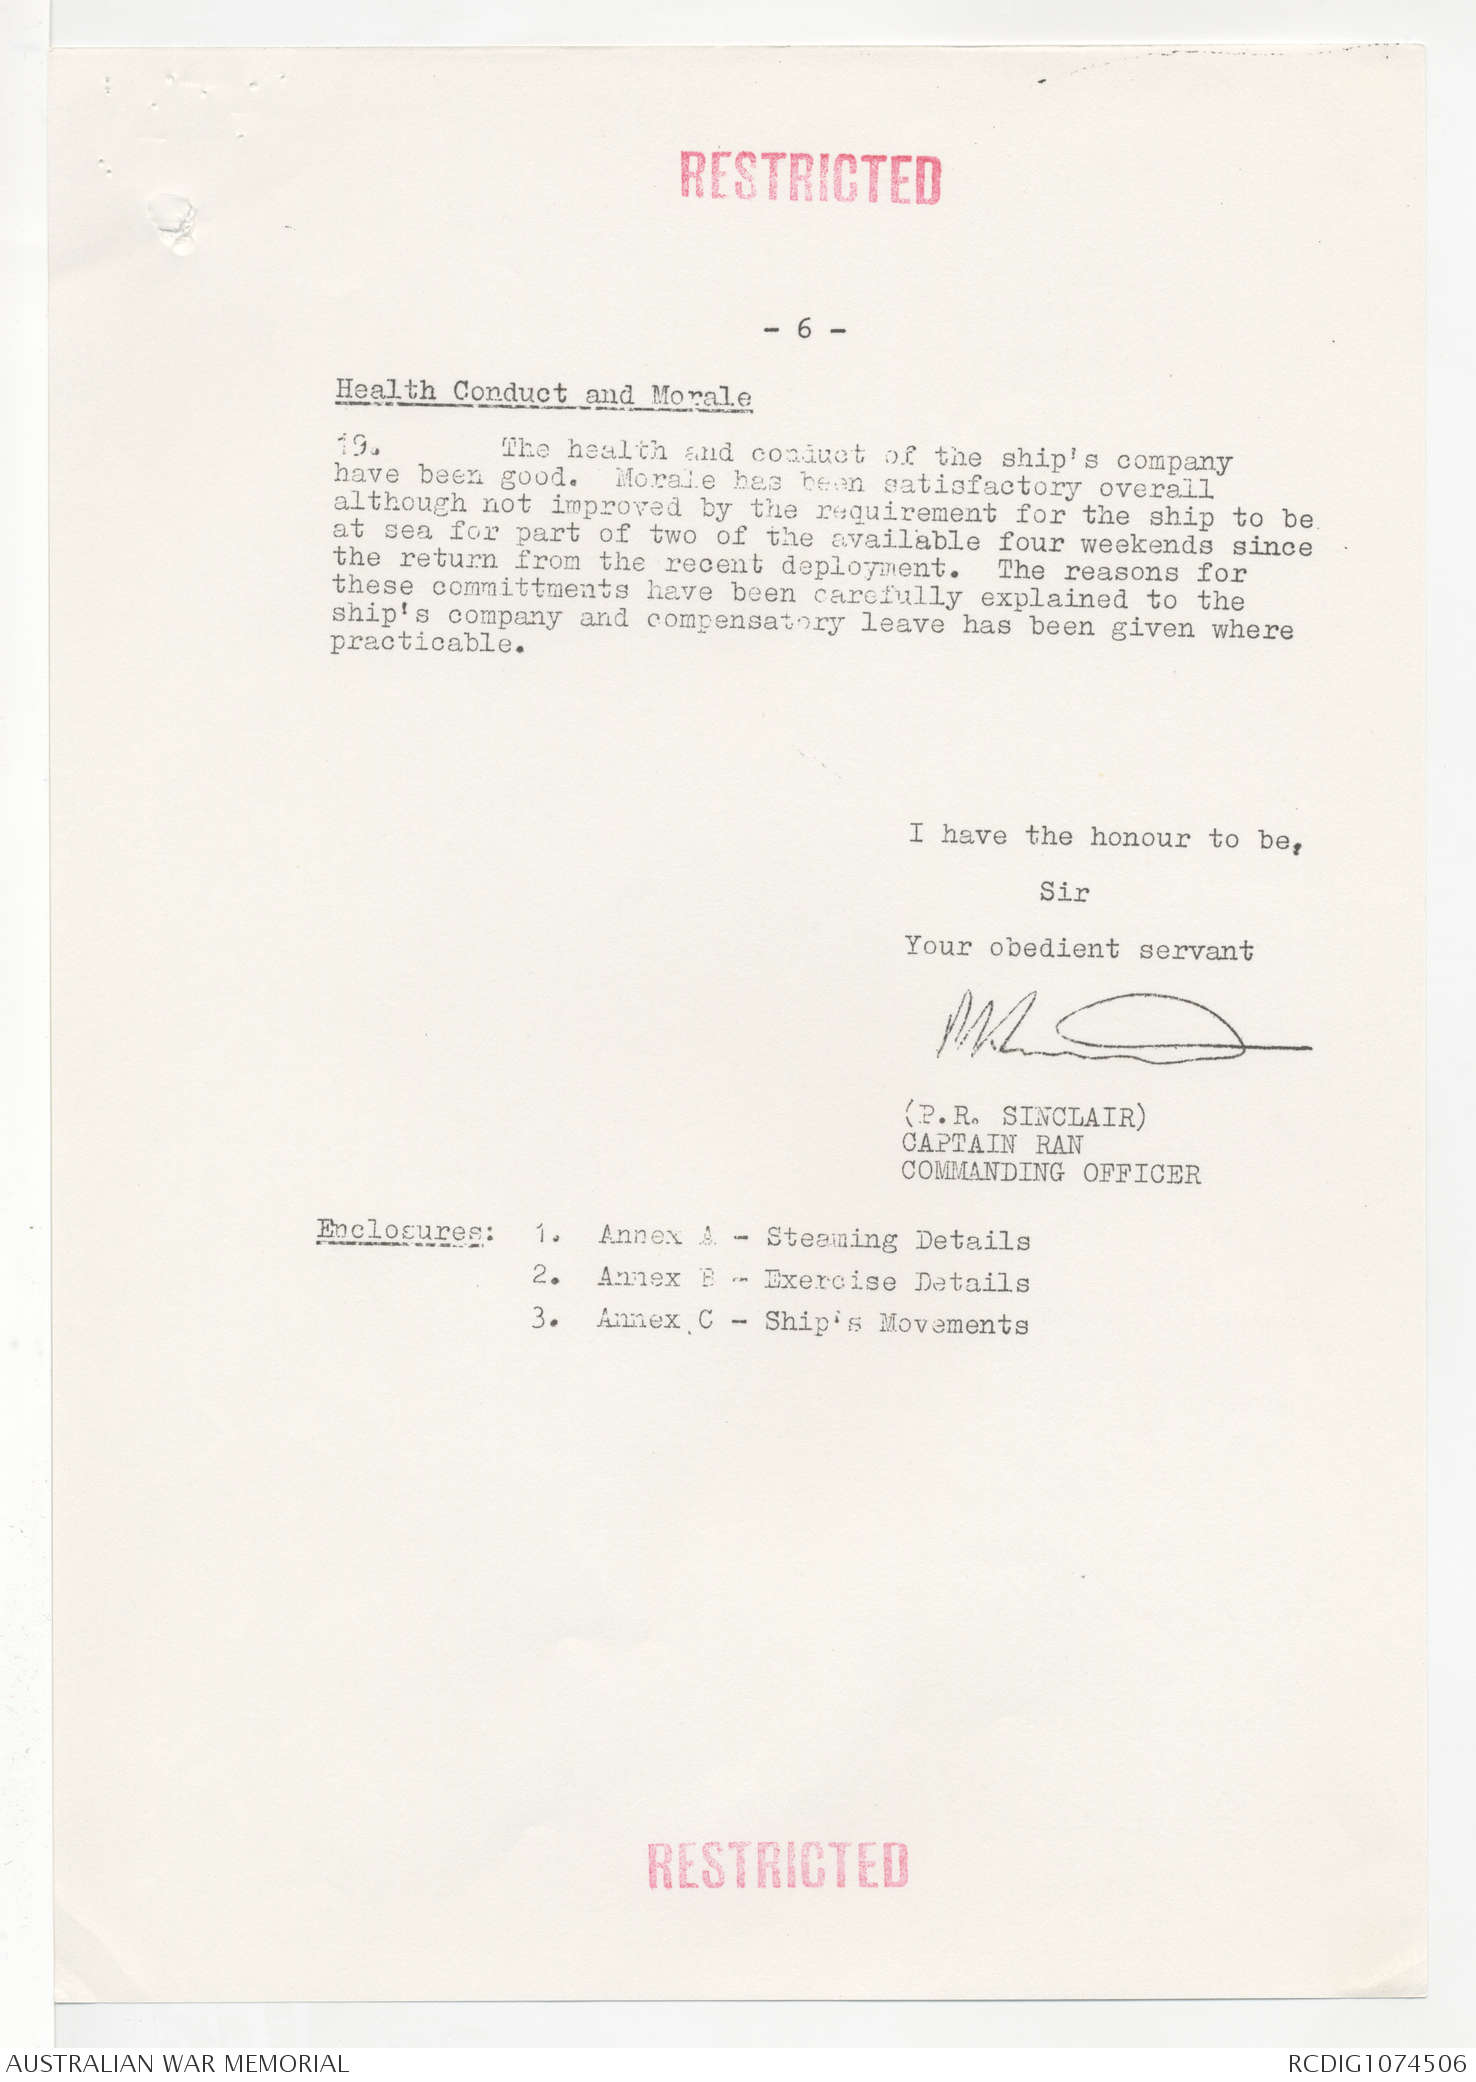 RESTRICTED
- 6 -
Health Conduct and Morale
19. The health and conduct of the ship's company
have been good. Morale has been satisfactory overall
although not improved by the requirement for the ship to be
at sea for part of two of the available four weekends since
the return from the recent deployment. The reasons for
these committments have been carefully explained to the
ship's company and compensatory leave has been given where
practicable.
I have the honour to be,
Sir
Your obedient servant
(P.R. SINCLAIR)
CAPTAIN RAN
COMMANDING OFFICER
Enclosures: 1. Annex A - Steaming Details
2. Annex B - Exercise Details
3. Annex C - Ship's Movements
RESTRICTED
AUSTRALIAN WAR MEMORIAL
RCDIG1074506